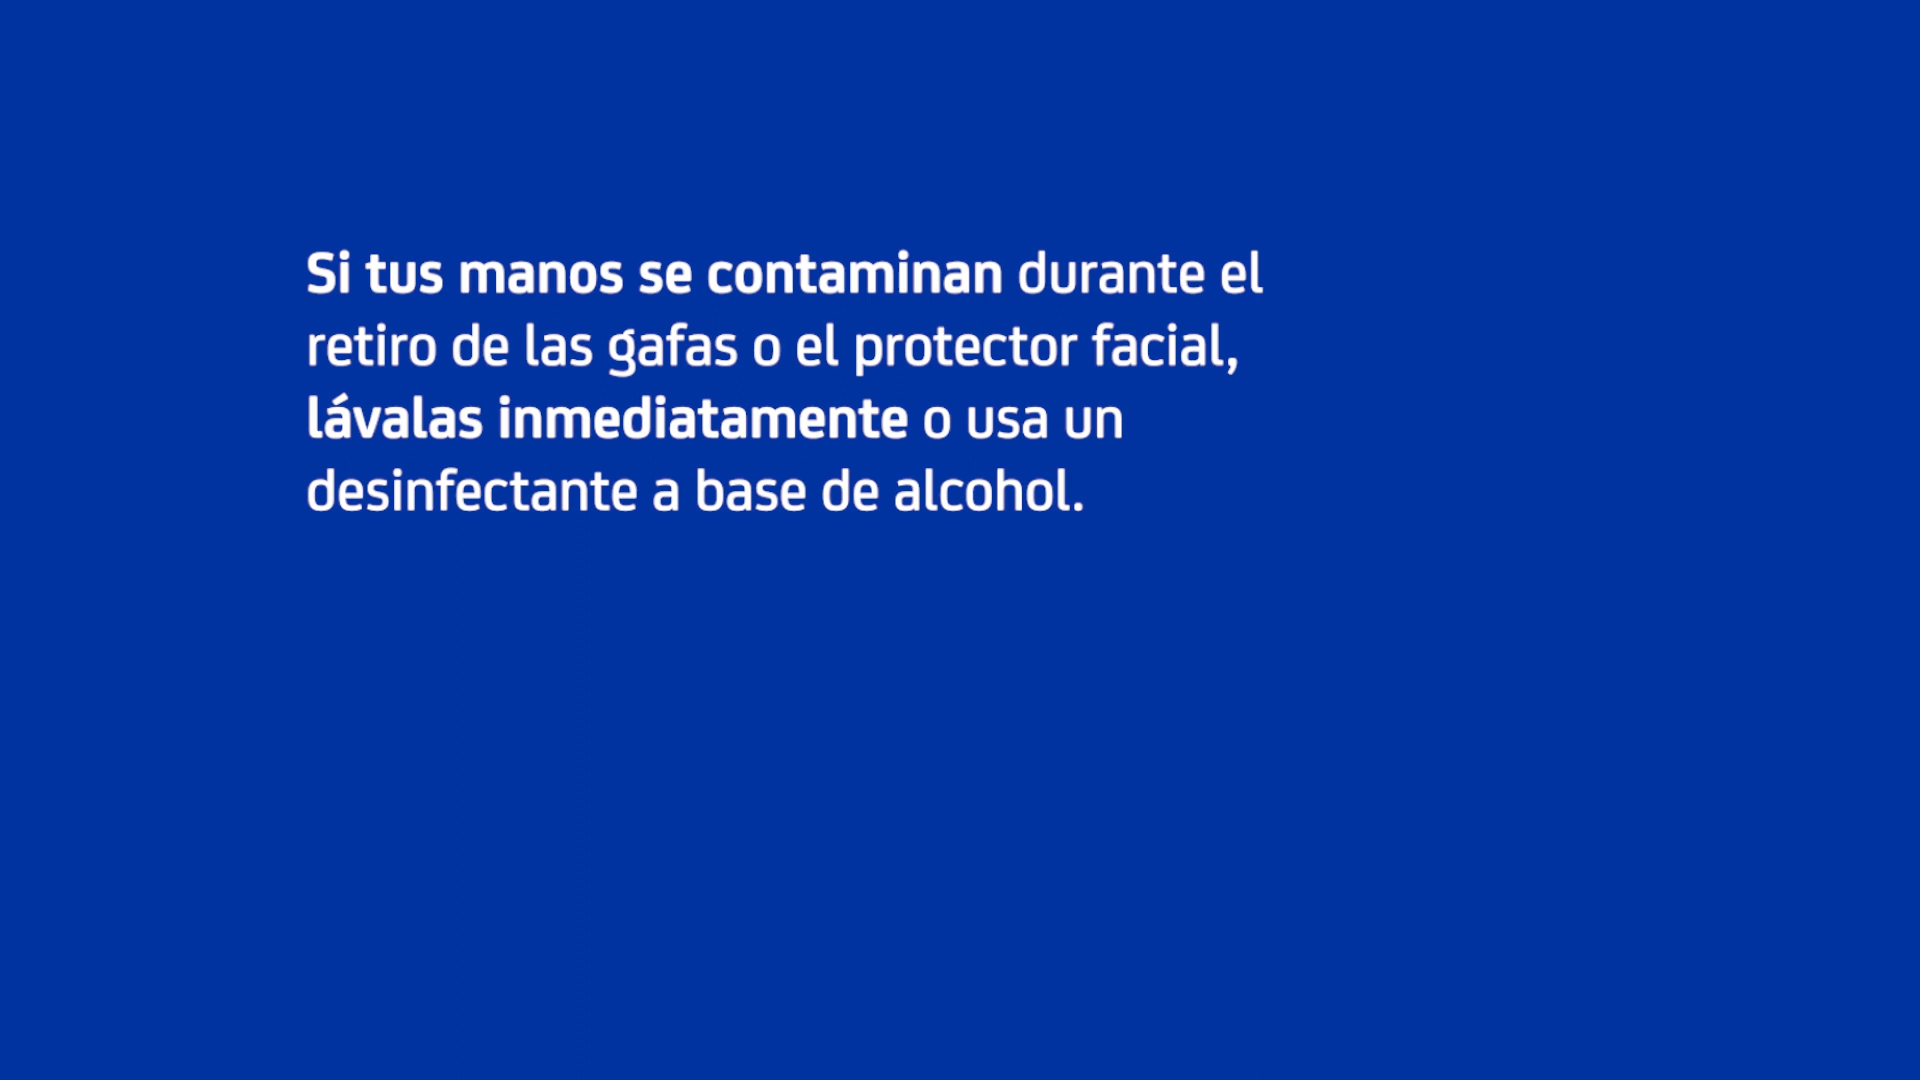 Si tus manos se contaminan durante el
retiro de las gafas o el protector facial,
lávalas inmediatamente o usa un
desinfectante a base de alcohol.